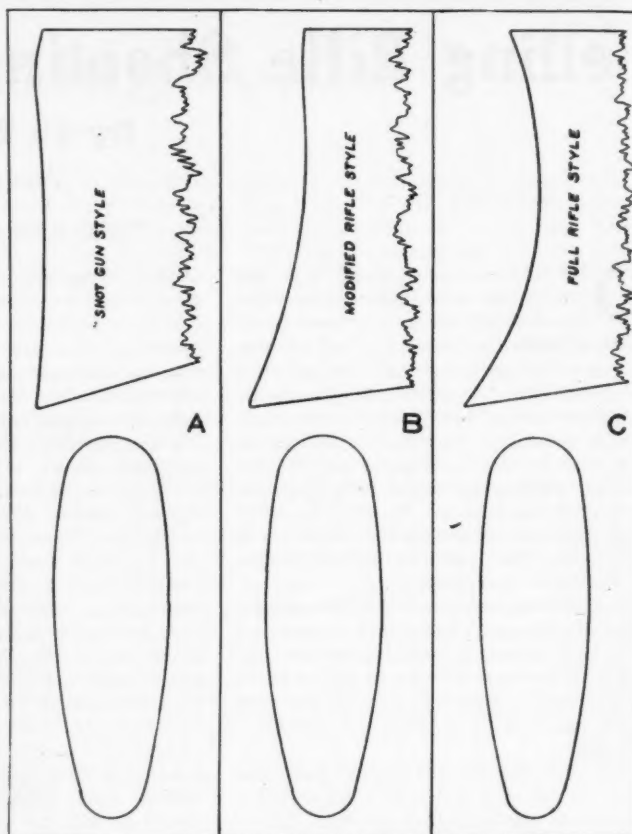 SHOT GUN STYLE
A
MODIFIED RIFLE STYLE
B
FULL RIFLE STYLE
C